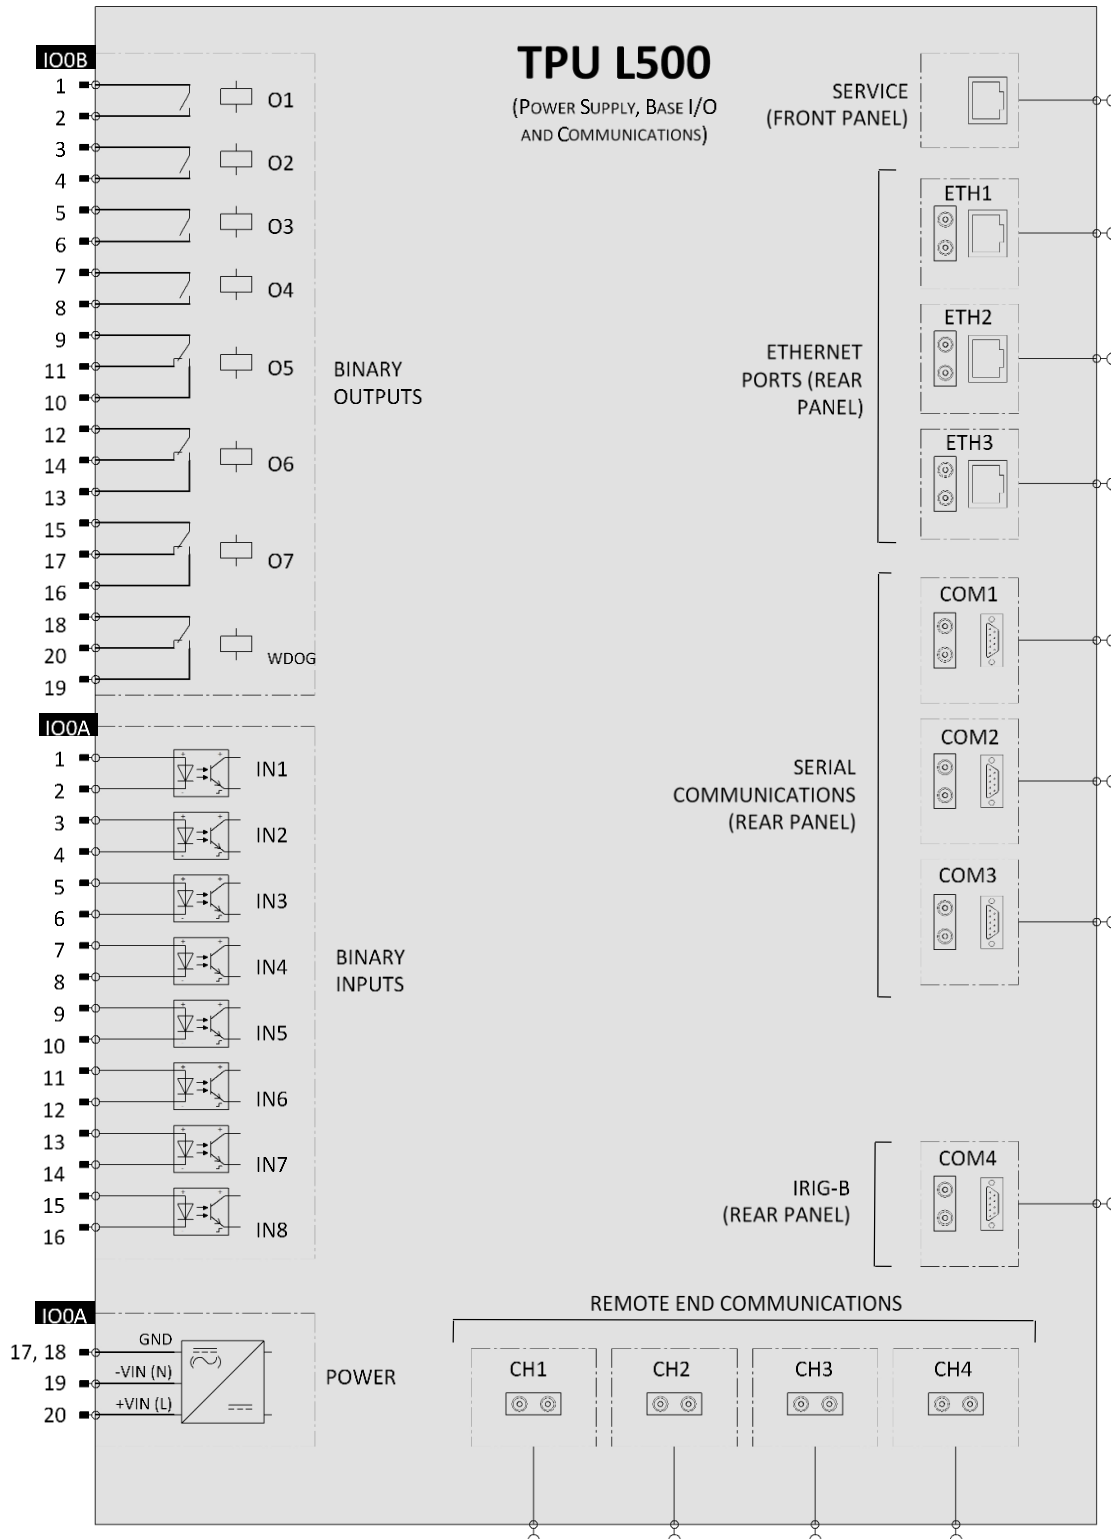 TPU L500
(POWER SUPPLY, BASE I/O
AND COMMUNICATIONS)
IO0B
1
2
O1
3
4
O2
5
6
O3
7
8
O4
9
11
10
O5
12
14
13
O6
15
17
16
O7
18
20
19
WDOG
BINARY
OUTPUTS
IO0A
1
2
IN1
3
4
IN2
5
6
IN3
7
8
IN4
9
10
IN5
11
12
IN6
13
14
IN7
15
16
IN8
BINARY
INPUTS
IO0A
17, 18
GND
19
-VIN (N)
20
+VIN (L)
POWER
SERVICE
(FRONT PANEL)
ETHERNET
PORTS (REAR
PANEL)
ETH1
ETH2
ETH3
SERIAL
COMMUNICATIONS
(REAR PANEL)
COM1
COM2
COM3
IRIG-B
(REAR PANEL)
COM4
REMOTE END COMMUNICATIONS
CH1
CH2
CH3
CH4